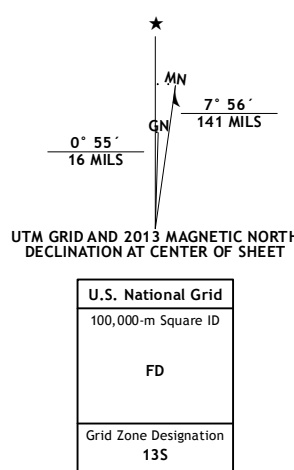 ★
MN
GN
7° 56´
141 MILS
0° 55´
16 MILS
UTM GRID AND 2013 MAGNETIC NORTH
DECLINATION AT CENTER OF SHEET
U.S. National Grid
100,000-m Square ID
FD
Grid Zone Designation
13S